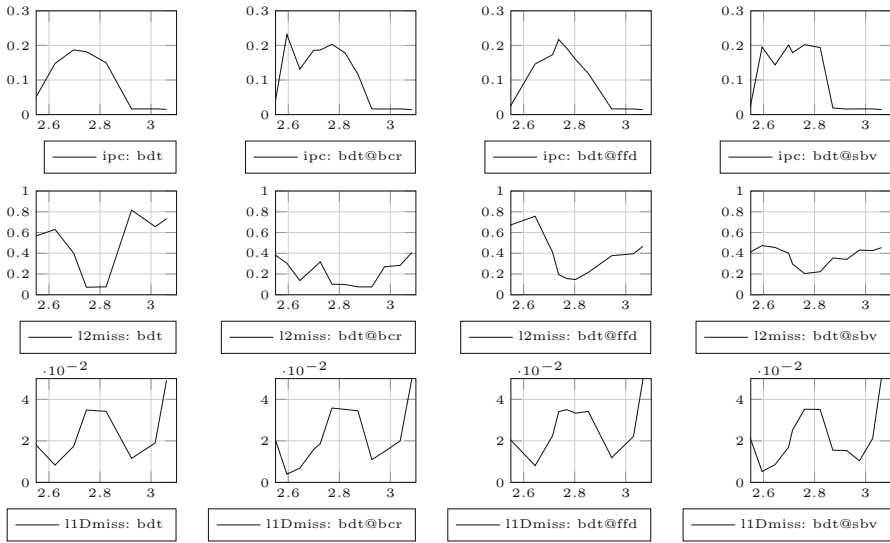 0.3 0.3 0.3 0.3
0.2 0.2 0.2 0.2
0.1 0.1 0.1 0.1
0 0 0 0
2.6 2.8 3 2.6 2.8 3 2.6 2.8 3 2.6 2.8 3
ipc: bdt ipc: bdt@bcr ipc: bdt@ffd ipc: bdt@sbv
1 1 1 1
0.8 0.8 0.8 0.8
0.6 0.6 0.6 0.6
0.4 0.4 0.4 0.4
0.2 0.2 0.2 0.2
0 0 0 0
2.6 2.8 3 2.6 2.8 3 2.6 2.8 3 2.6 2.8 3
l2miss: bdt l2miss: bdt@bcr l2miss: bdt@ffd l2miss: bdt@sbv
·10−2 ·10−2 ·10−2 ·10−2
4 4 4 4
2 2 2 2
0 0 0 0
2.6 2.8 3 2.6 2.8 3 2.6 2.8 3 2.6 2.8 3
l1Dmiss: bdt l1Dmiss: bdt@bcr l1Dmiss: bdt@ffd l1Dmiss: bdt@sbv